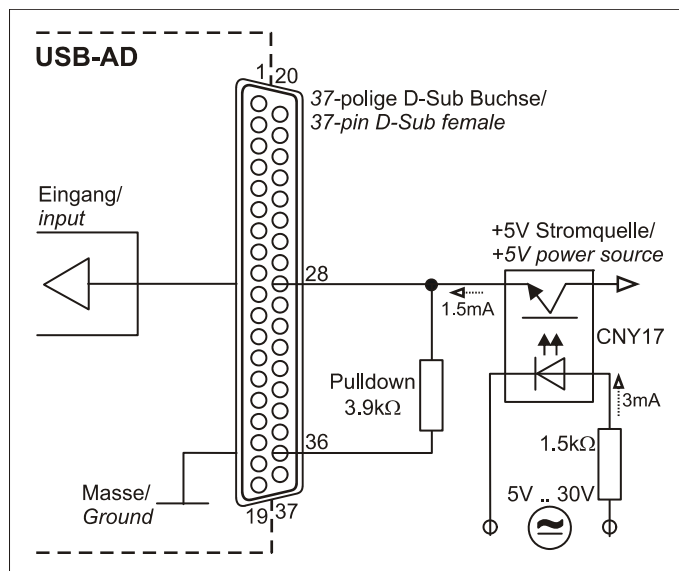 USB-AD
1 20
37-polige D-Sub Buchse/
37-pin D-Sub female
Eingang/
input
+5V Stromquelle/
+5V power source
28
1.5mA
CNY17
Pulldown
3.9kΩ
3mA
36
1.5kΩ
Masse/
Ground
5V .. 30V
19 37